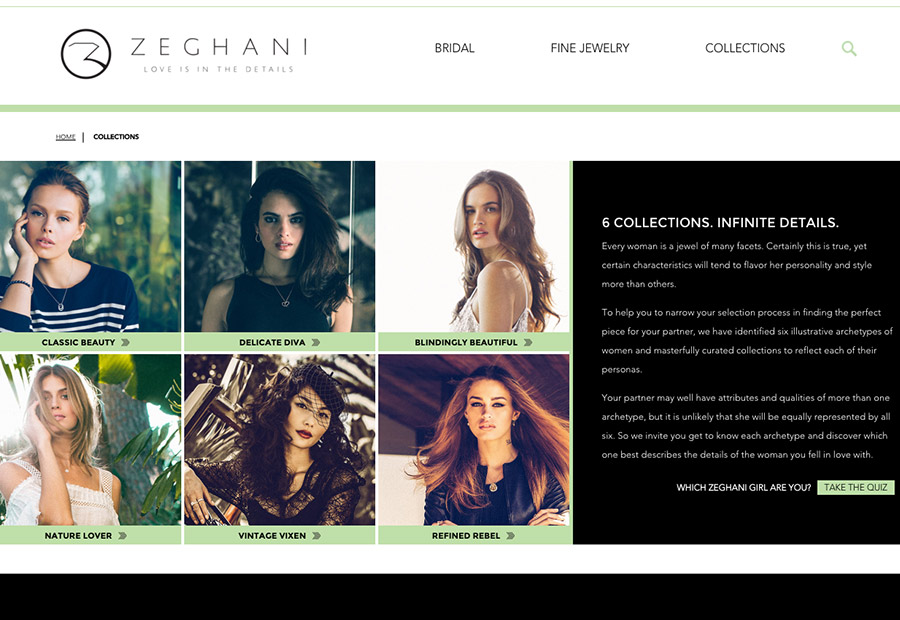 ZEGHANI
LOVE IS IN THE DETAILS
BRIDAL
FINE JEWELRY
COLLECTIONS
HOME | COLLECTIONS
CLASSIC BEAUTY
DELICATE DIVA
BLINDINGLY BEAUTIFUL
NATURE LOVER
VINTAGE VIXEN
REFINED REBEL
6 COLLECTIONS. INFINITE DETAILS.
Every woman is a jewel of many facets. Certainly this is true, yet
certain characteristics will tend to flavor her personality and style
more than others.
To help you to narrow your selection process in finding the perfect
piece for your partner, we have identified six illustrative archetypes of
women and masterfully curated collections to reflect each of their
personas.
Your partner may well have attributes and qualities of more than one
archetype, but it is unlikely that she will be equally represented by all
six. So we invite you get to know each archetype and discover which
one best describes the details of the woman you fell in love with.
WHICH ZEGHANI GIRL ARE YOU? TAKE THE QUIZ